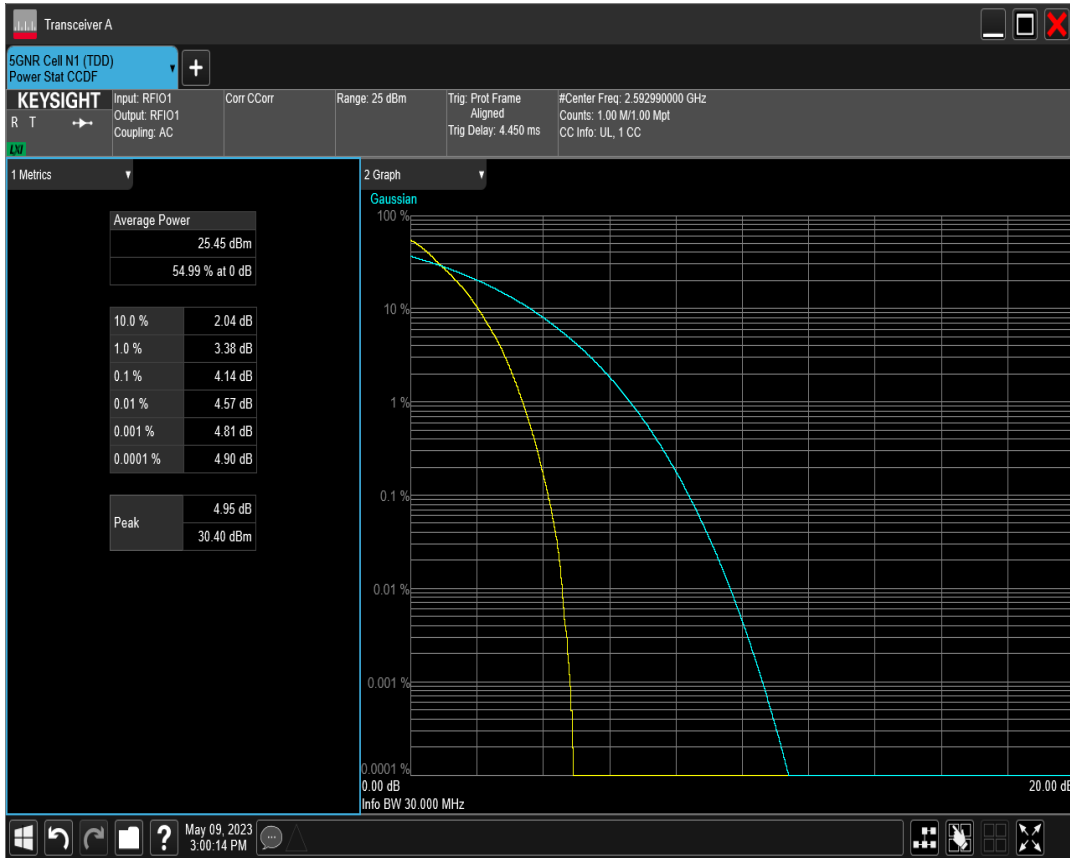 Transceiver A
5GNR Cell N1 (TDD)
Power Stat CCDF
KEYSIGHT
R T
LXI
Input: RFIO1
Output: RFIO1
Coupling: AC
Corr CCorr
Range: 25 dBm
Trig: Prot Frame
Aligned
Trig Delay: 4.450 ms
#Center Freq: 2.592990000 GHz
Counts: 1.00 M/1.00 Mpt
CC Info: UL, 1 CC
1 Metrics
Average Power
25.45 dBm
54.99 % at 0 dB
10.0 % 2.04 dB
1.0 % 3.38 dB
0.1 % 4.14 dB
0.01 % 4.57 dB
0.001 % 4.81 dB
0.0001 % 4.90 dB
Peak 4.95 dB
30.40 dBm
2 Graph
Gaussian
100 %
10 %
1 %
0.1 %
0.01 %
0.001 %
0.0001 %
0.00 dB 20.00 dB
Info BW 30.000 MHz
May 09, 2023
3:00:14 PM